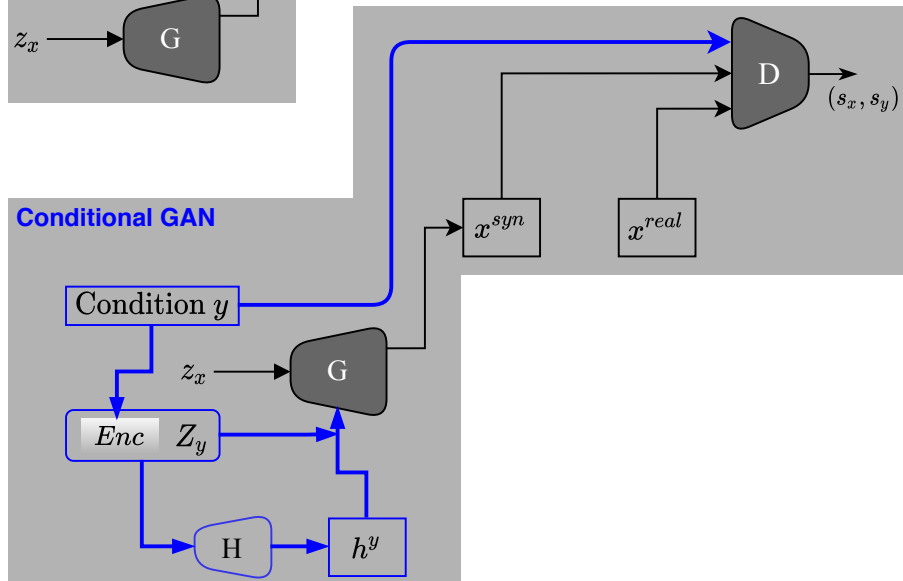 z_x
G
D
(s_x, s_y)
Conditional GAN
x^{syn}
x^{real}
Condition y
z_x
G
Enc
Z_y
H
h^y